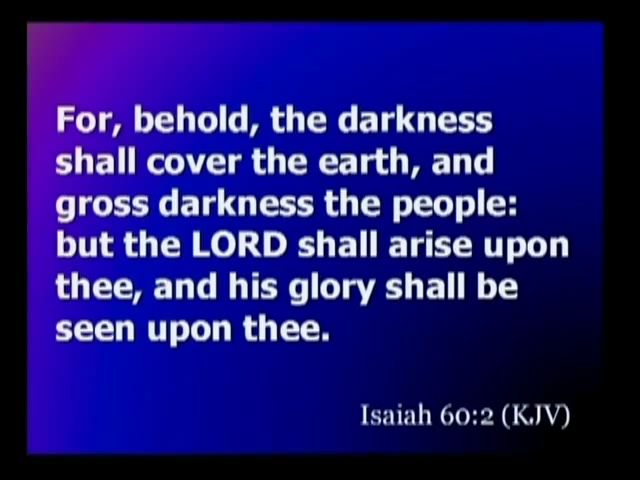 For, behold, the darkness
shall cover the earth, and
gross darkness the people:
but the LORD shall arise upon
thee, and his glory shall be
seen upon thee.
Isaiah 60:2 (KJV)